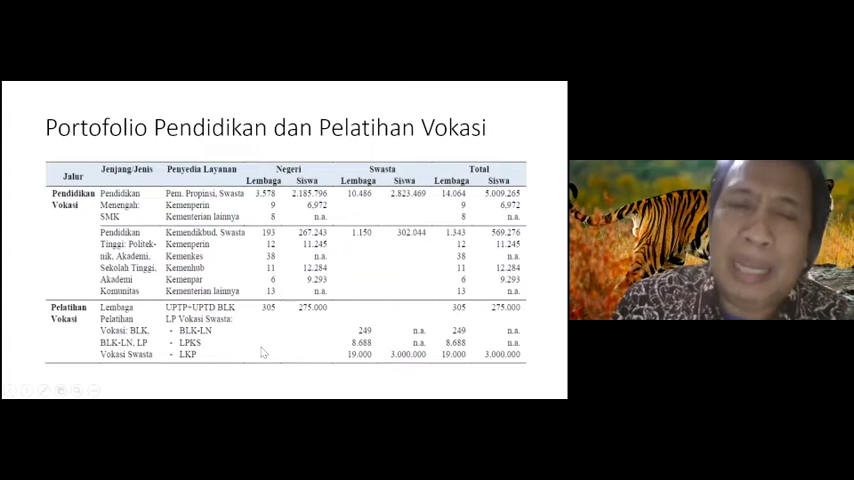 Portofolio Pendidikan dan Pelatihan Vokasi
Jalur Jenjang/Jenis Penyedia Layanan Negeri Swasta Total
Lembaga Siswa Lembaga Siswa Lembaga Siswa
Pendidikan Pendidikan Pem. Propinsi, Swasta 3.578 2.185.796 10.486 2.823.469 14.064 5.009.265
Vokasi Menengah: Kemenperin 9 6,972 9 6,972
SMK Kementerian lainnya 8 n.a. 8 n.a.
Pendidikan Kemendikbud, Swasta 193 267.243 1.150 302.044 1.343 569.276
Tinggi: Politek- Kemenperin 12 11.245 12 11.245
nik, Akademi, Kemenkes 38 n.a. 38 n.a.
Sekolah Tinggi, Kemenhub 11 12.284 11 12.284
Akademi Kemenpar 6 9.293 6 9.293
Komunitas Kementerian lainnya 13 n.a. 13 n.a.
Pelatihan Lembaga UPTP+UPTD BLK 305 275.000 305 275.000
Vokasi Pelatihan LP Vokasi Swasta:
Vokasi: BLK, - BLK-LN 249 n.a. 249 n.a.
BLK-LN, LP - LPKS 8.688 n.a. 8.688 n.a.
Vokasi Swasta - LKP 19.000 3.000.000 19.000 3.000.000